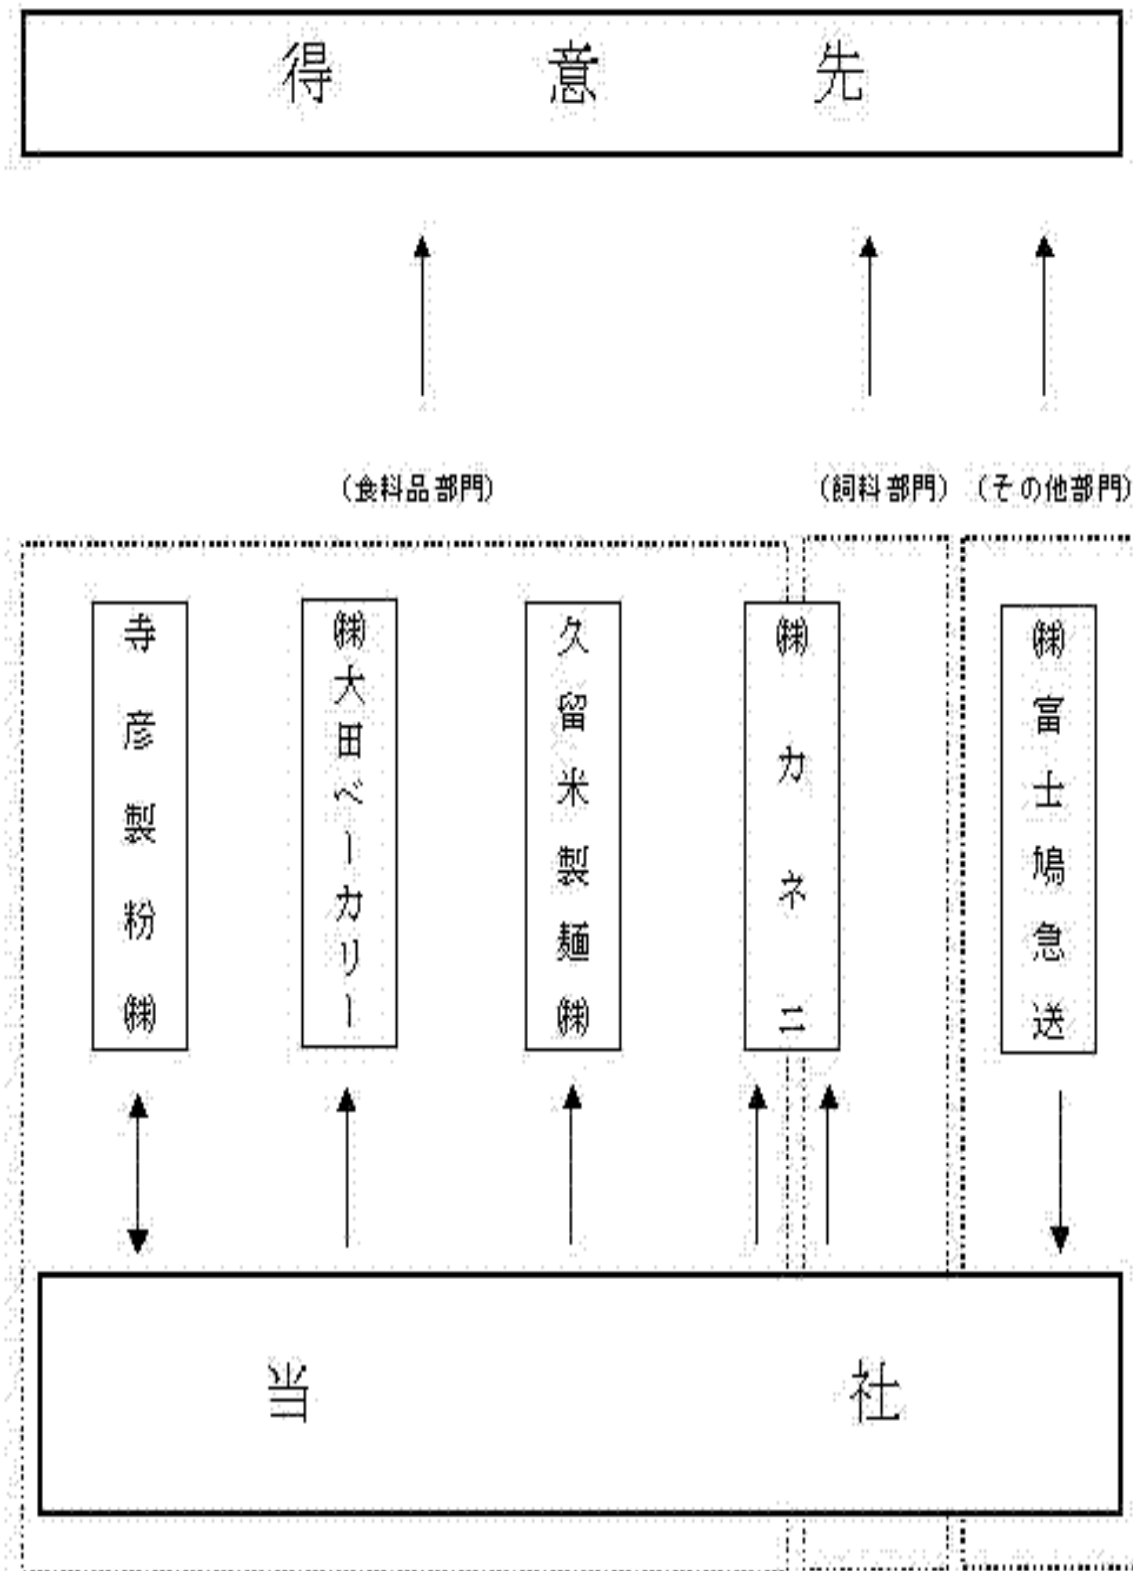 得意先
(食料品部門)
(飼料部門)
(その他部門)
寺彦製粉㈱
㈱大田ベーカリー
久留米製麺㈱
㈱カネニ
㈱富士鳩急送
当社